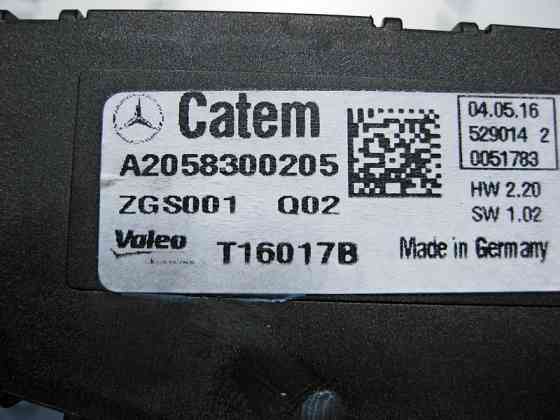 Catem
A2058300205
ZGS001 Q02
Valeo
T16017B
04.05.16
529014 2
0051783
HW 2.20
SW 1.02
Made in Germany